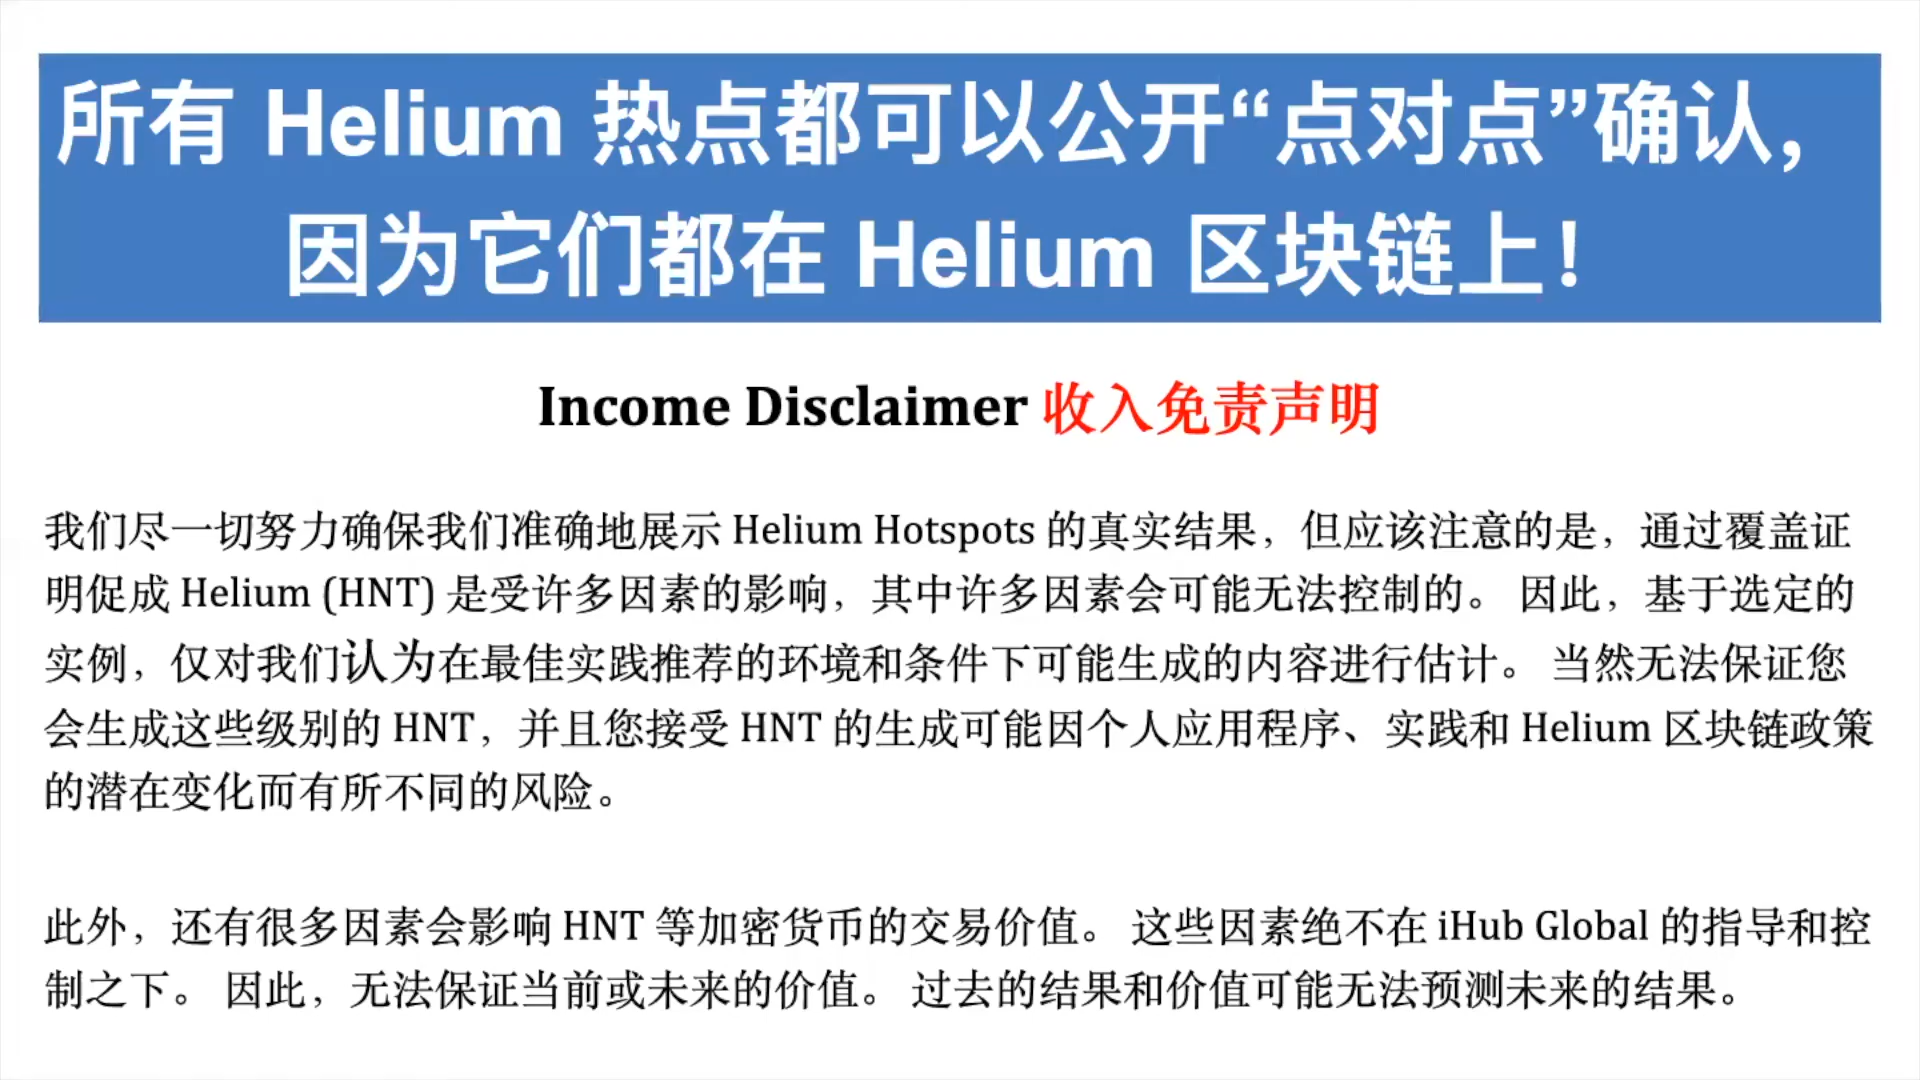 所有 Helium 热点都可以公开“点对点”确认，
因为它们都在 Helium 区块链上！
Income Disclaimer 收入免责声明
我们尽一切努力确保我们准确地展示 Helium Hotspots 的真实结果，但应该注意的是，通过覆盖证
明促成 Helium (HNT) 是受许多因素的影响，其中许多因素会可能无法控制的。 因此，基于选定的
实例，仅对我们认为在最佳实践推荐的环境和条件下可能生成的内容进行估计。 当然无法保证您
会生成这些级别的 HNT，并且您接受 HNT 的生成可能因个人应用程序、实践和 Helium 区块链政策
的潜在变化而有所不同的风险。
此外，还有很多因素会影响 HNT 等加密货币的交易价值。 这些因素绝不在 iHub Global 的指导和控
制之下。 因此，无法保证当前或未来的价值。 过去的结果和价值可能无法预测未来的结果。